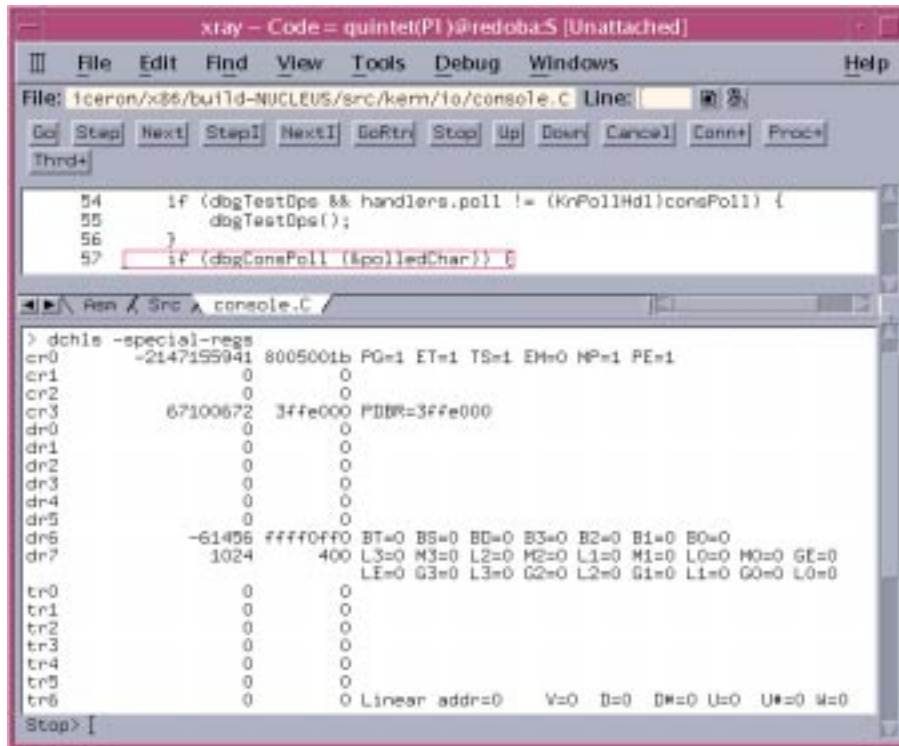 xray – Code = quintet(P1)@redoba:S [Unattached]
File Edit Find View Tools Debug Windows Help
File: iceron/x86/build-NUCLEUS/src/kern/io/console.C Line:
Go Step Next StepI NextI GoRtn Stop Up Down Cancel Conn+ Proc+
Thrd+
54 if (dbgTestOps && handlers.poll != (KnPollHdl)consPoll) {
55 dbgTestOps();
56 }
57 if (dbgConsPoll (&polledChar)) {
Asm Src console.C
> dchls -special-regs
cr0 -2147155941 8005001b PG=1 ET=1 TS=1 EM=0 MP=1 PE=1
cr1 0 0
cr2 0 0
cr3 67100672 3ffe000 PDBR=3ffe000
dr0 0 0
dr1 0 0
dr2 0 0
dr3 0 0
dr4 0 0
dr5 0 0
dr6 -61456 ffff0ff0 BT=0 BS=0 BD=0 B3=0 B2=0 B1=0 B0=0
dr7 1024 400 L3=0 M3=0 L2=0 M2=0 L1=0 M1=0 L0=0 M0=0 GE=0
LE=0 G3=0 L3=0 G2=0 L2=0 G1=0 L1=0 G0=0 L0=0
tr0 0 0
tr1 0 0
tr2 0 0
tr3 0 0
tr4 0 0
tr5 0 0
tr6 0 0 Linear addr=0 V=0 D=0 D#=0 U=0 U#=0 W=0
Stop> [